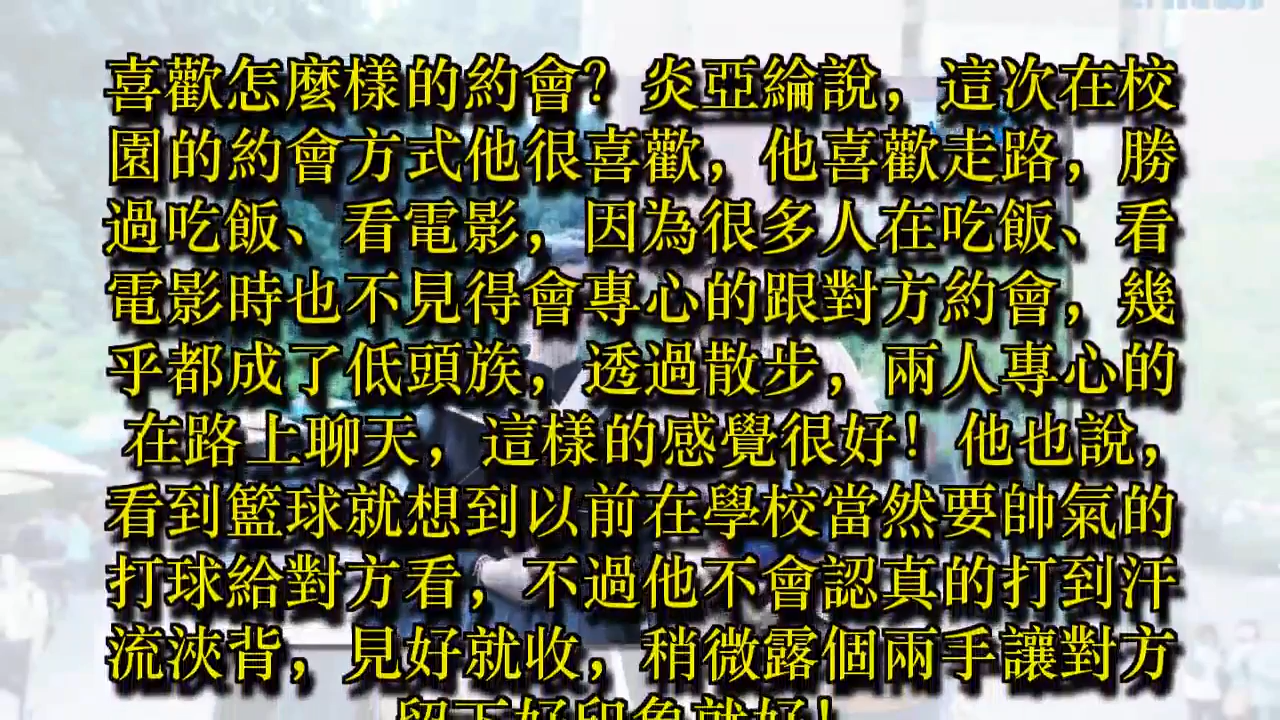 喜歡怎麼樣的約會？炎亞綸說，這次在校
園的約會方式他很喜歡，他喜歡走路，勝
過吃飯、看電影，因為很多人在吃飯、看
電影時也不見得會專心的跟對方約會，幾
乎都成了低頭族，透過散步，兩人專心的
在路上聊天，這樣的感覺很好！他也說，
看到籃球就想到以前在學校當然要帥氣的
打球給對方看，不過他不會認真的打到汗
流浹背，見好就收，稍微露個兩手讓對方
留下好印象就好！